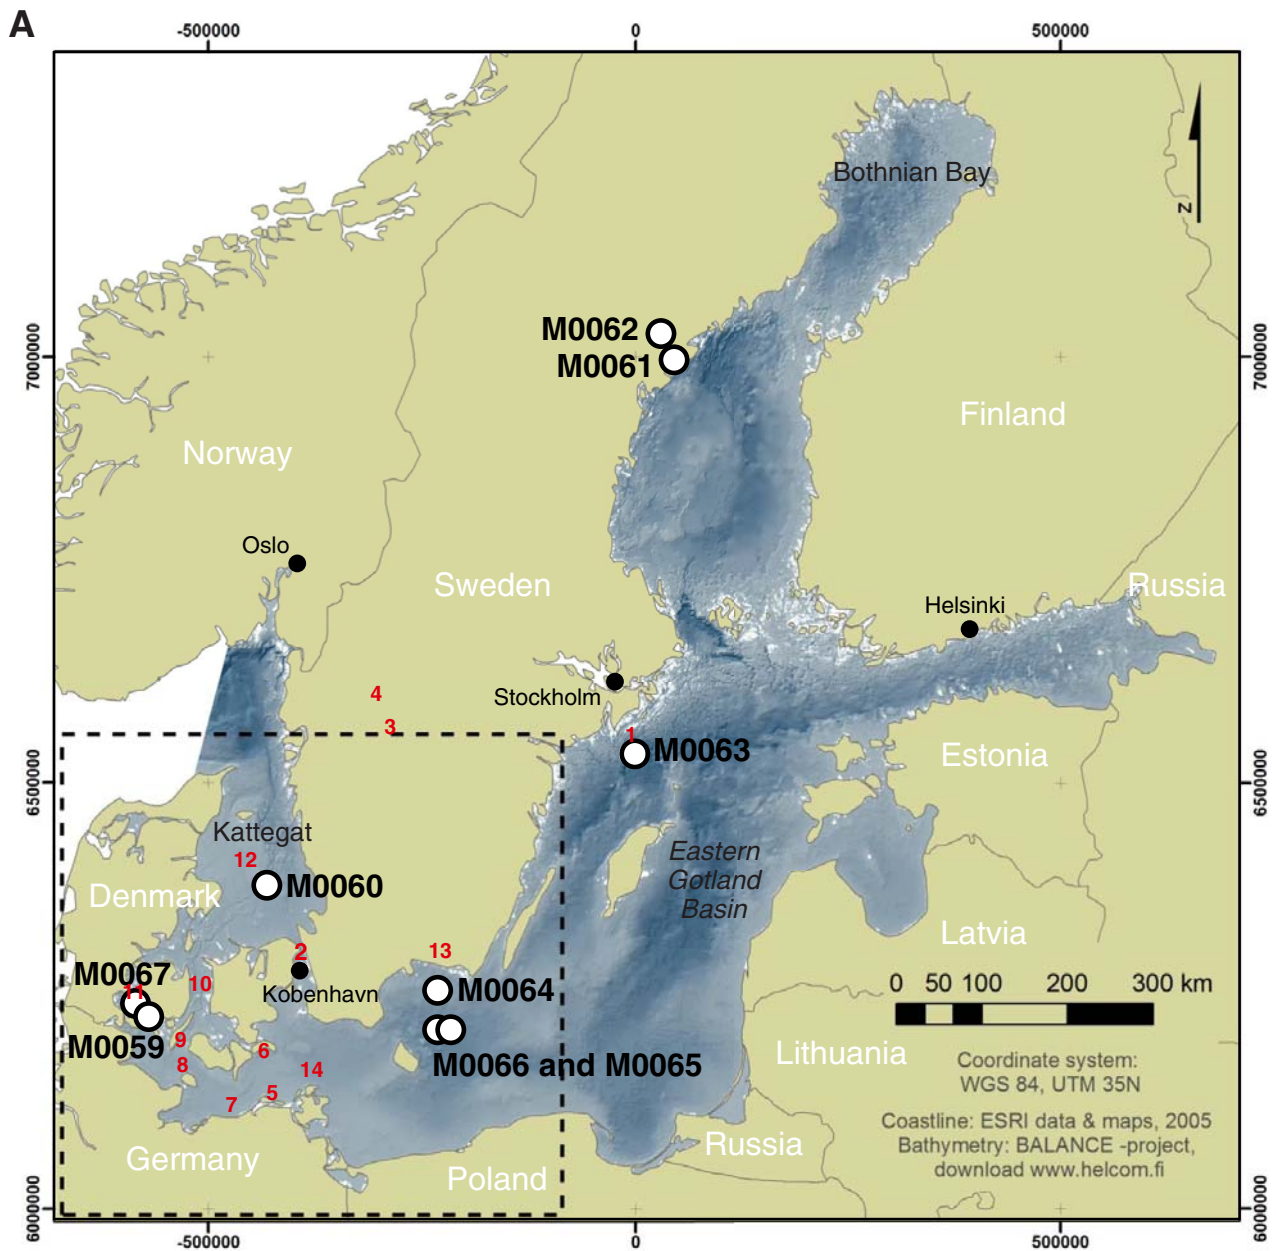 A
-500000
0
500000
Bothnian Bay
N
M0062
M0061
7000000
7000000
Finland
Norway
Oslo
Sweden
Russia
Helsinki
Stockholm
4
3
1
M0063
Estonia
6500000
6500000
Kattegat
12
Eastern
Gotland
Basin
Denmark
M0060
Latvia
2
13
M0067
11
10
Kobenhavn
M0064
0 50 100 200 300 km
M0059
9
8
6
14
M0066 and M0065
Lithuania
Coordinate system:
WGS 84, UTM 35N
5
7
Coastline: ESRI data & maps, 2005
Bathymetry: BALANCE -project,
download www.helcom.fi
Russia
Germany
Poland
6000000
6000000
-500000
0
500000